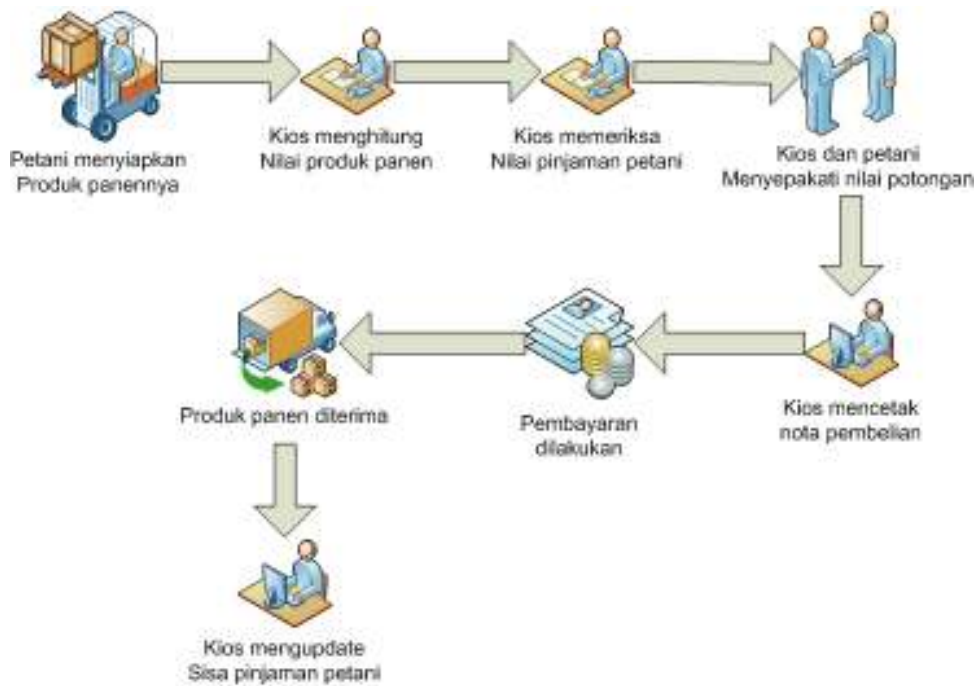 Petani menyiapkan
Produk panennya
Kios menghitung
Nilai produk panen
Kios memeriksa
Nilai pinjaman petani
Kios dan petani
Menyepakati nilai potongan
Kios mencetak
nota pembelian
Pembayaran
dilakukan
Produk panen diterima
Kios mengupdate
Sisa pinjaman petani